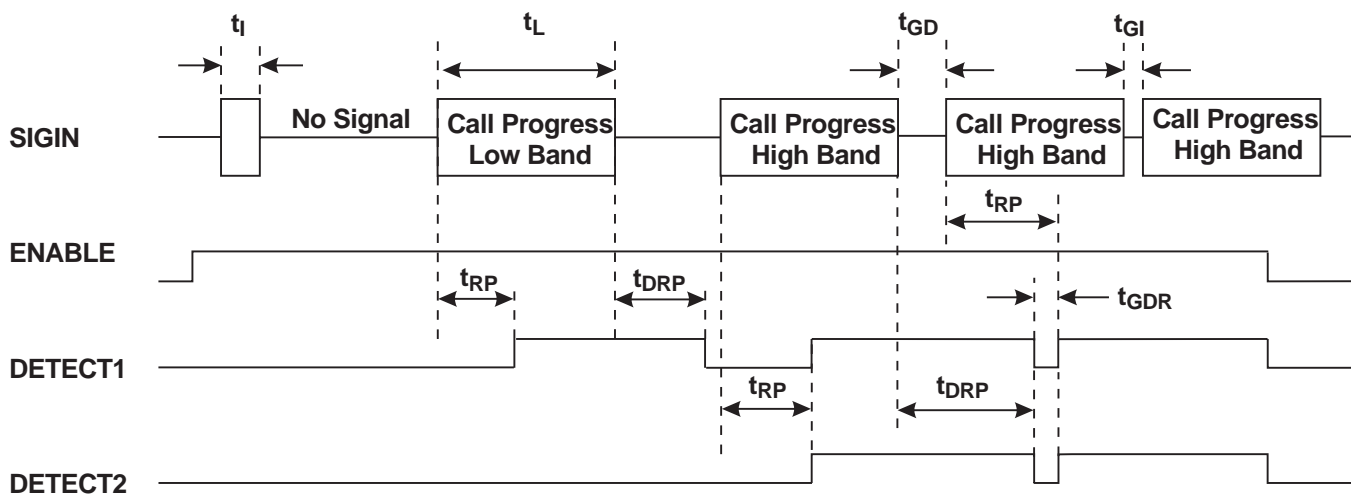 tI
tL
tGD
tGI
SIGIN
No Signal
Call Progress
Low Band
Call Progress
High Band
Call Progress
High Band
Call Progress
High Band
tRP
ENABLE
tRP
tDRP
tGDR
DETECT1
tRP
tDRP
DETECT2